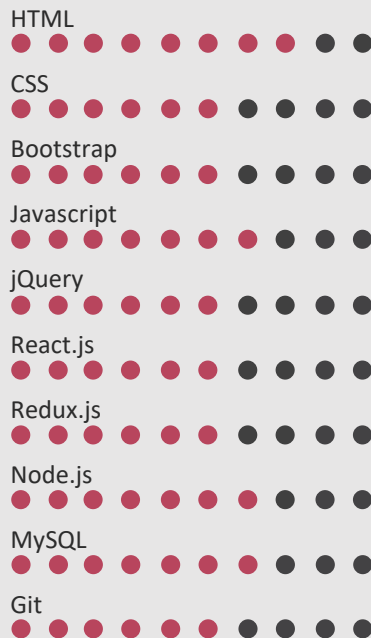 HTML
CSS
Bootstrap
Javascript
jQuery
React.js
Redux.js
Node.js
MySQL
Git